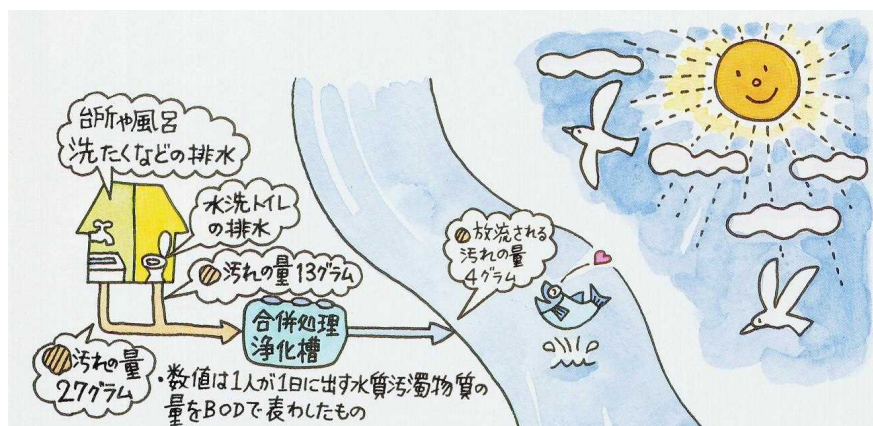 台所や風呂
洗たくなどの排水
水洗トイレ
の排水
汚れの量13グラム
合併処理
浄化槽
汚れの量
27グラム
放流される
汚れの量
4グラム
・数値は1人が1日に出す水質汚濁物質の
量をBODで表わしたもの